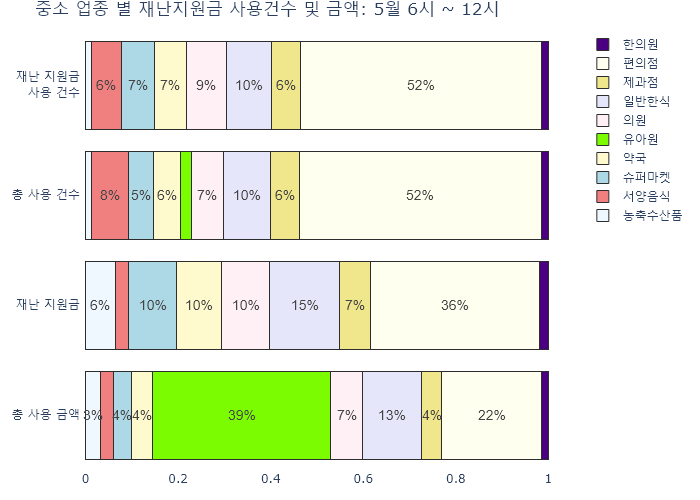 중소 업종 별 재난지원금 사용건수 및 금액: 5월 6시 ~ 12시
재난 지원금
사용 건수
6%
7%
7%
9%
10%
6%
52%
총 사용 건수
8%
5%
6%
7%
10%
6%
52%
재난 지원금
6%
10%
10%
10%
15%
7%
36%
총 사용 금액
3%
4%
4%
39%
7%
13%
4%
22%
0
0.2
0.4
0.6
0.8
1
한의원
편의점
제과점
일반한식
의원
유아원
약국
슈퍼마켓
서양음식
농축수산품